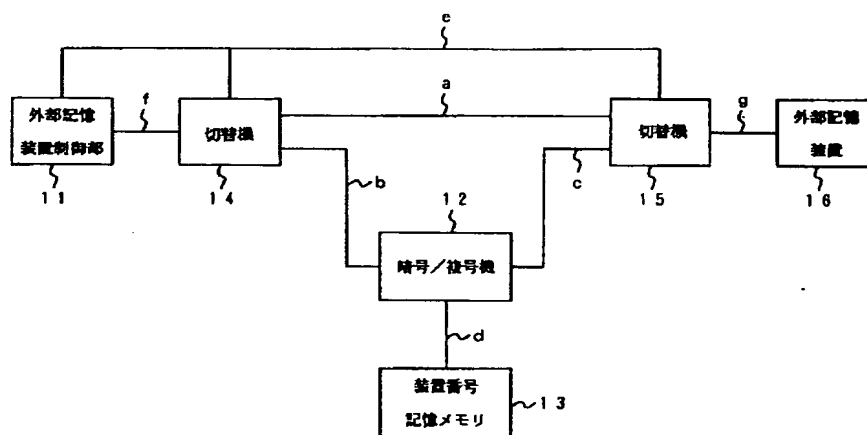 e
f
a
g
外部記憶
装置制御部
切替機
切替機
外部記憶
装置
11
14
15
16
b
c
12
暗号/復号機
d
装置番号
記憶メモリ
13